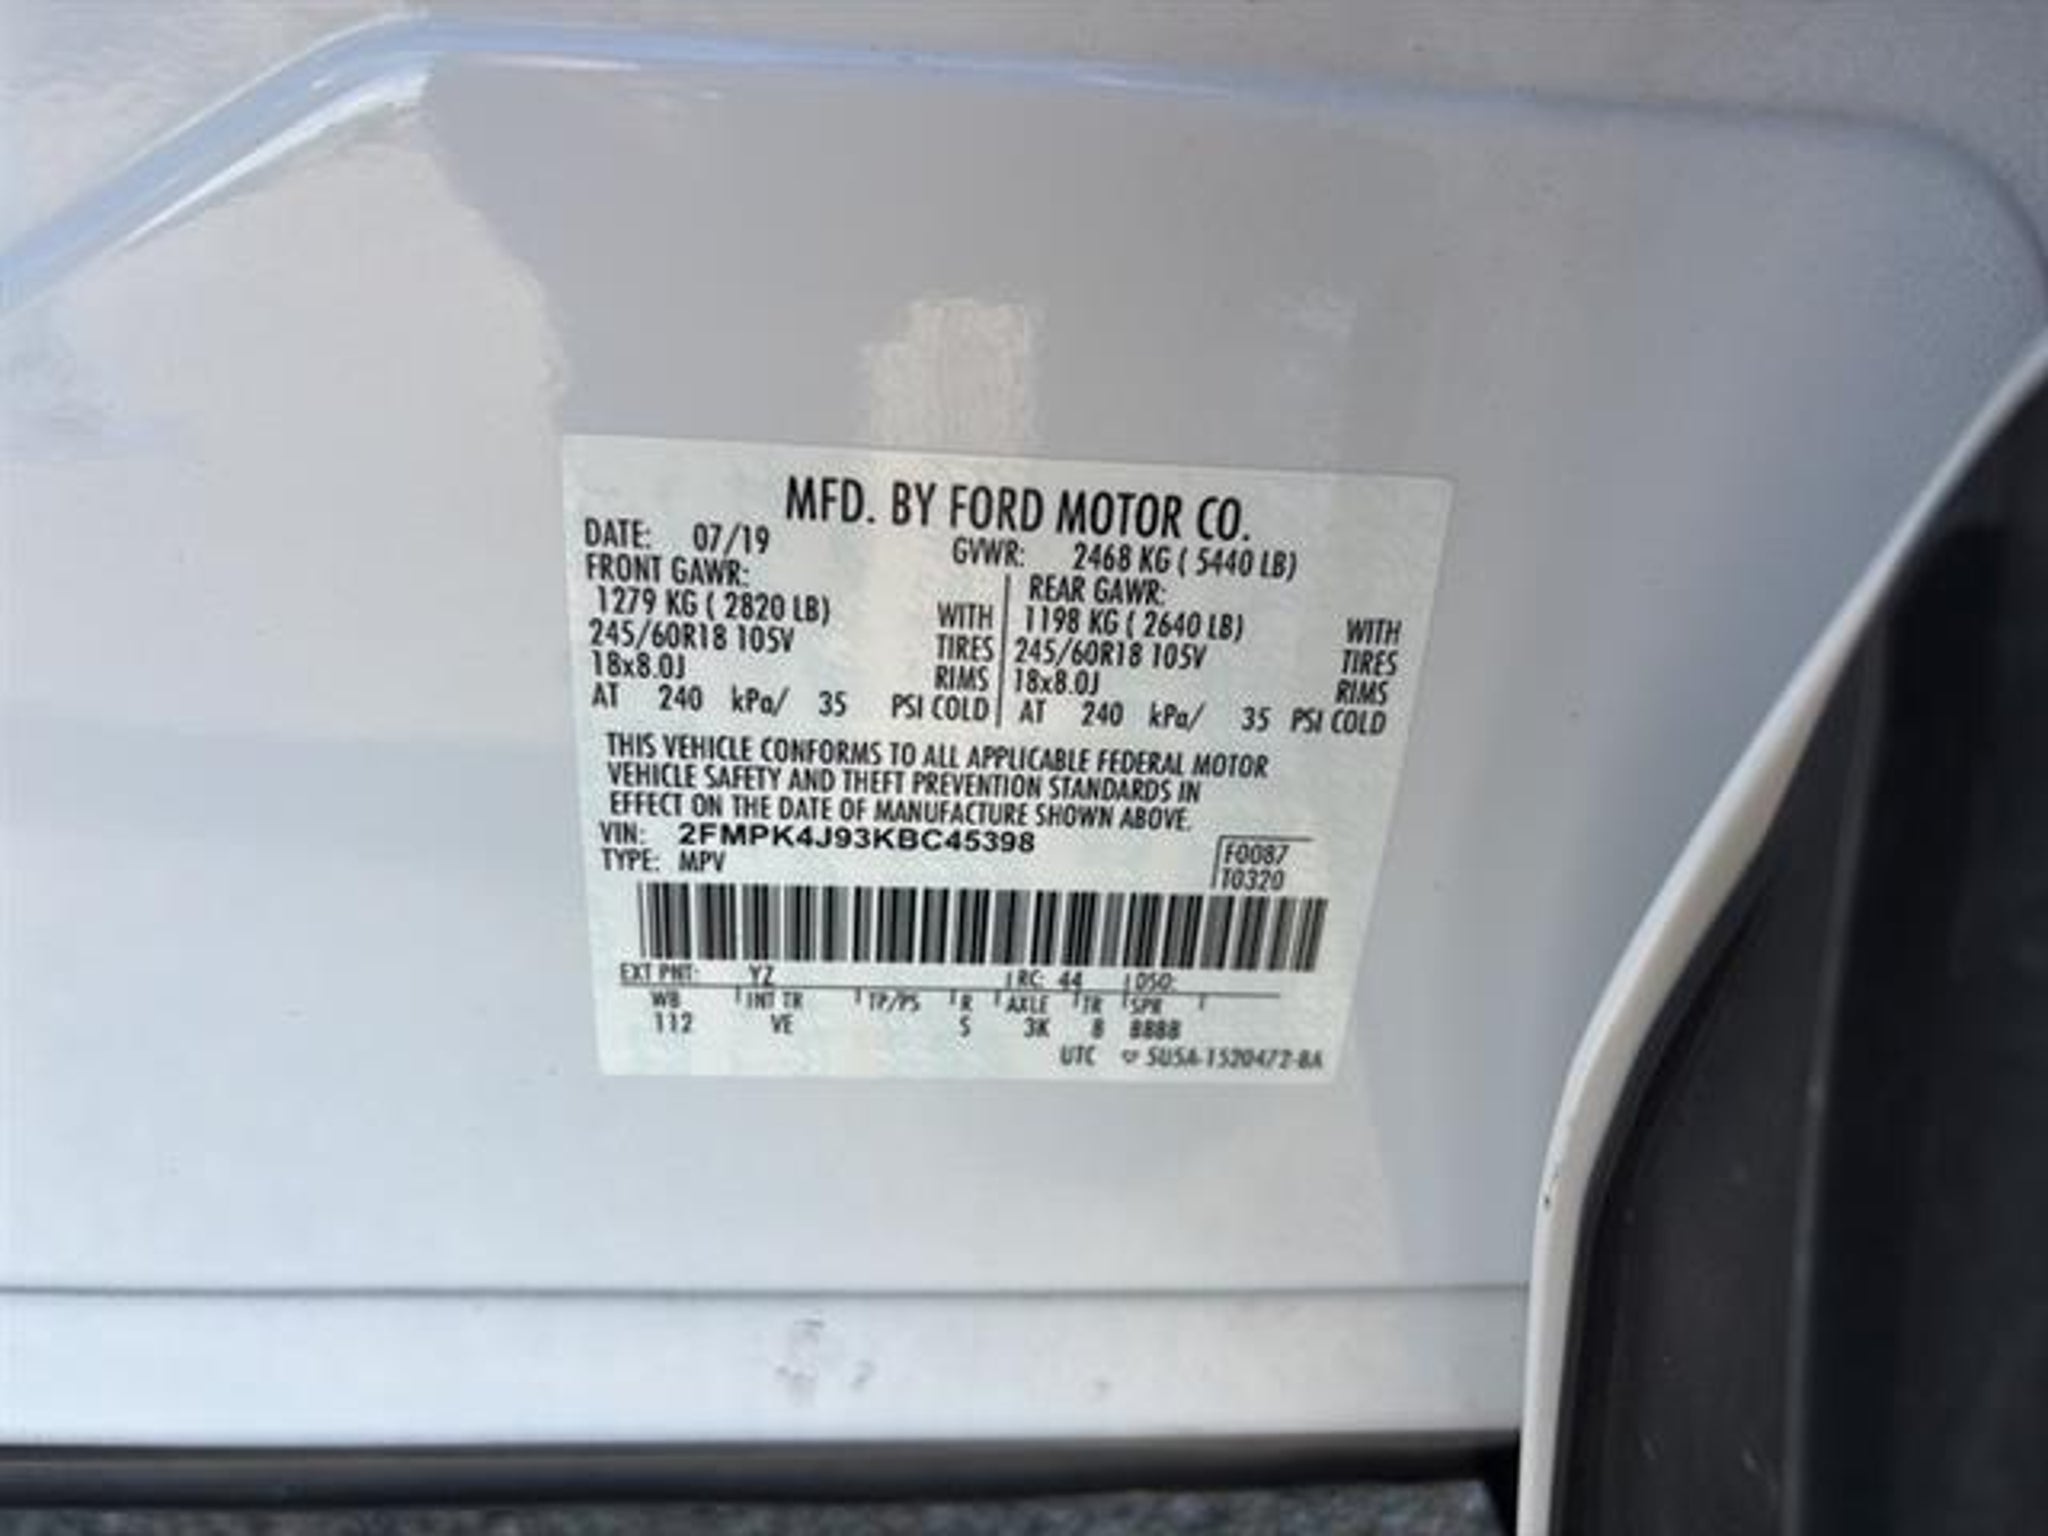 MFD. BY FORD MOTOR CO.
DATE: 07/19 GVWR: 2468 KG ( 5440 LB)
FRONT GAWR: REAR GAWR:
1279 KG ( 2820 LB) WITH 1198 KG ( 2640 LB) WITH
245/60R18 105V TIRES 245/60R18 105V TIRES
18x8.0J RIMS 18x8.0J RIMS
AT 240 kPa/ 35 PSI COLD AT 240 kPa/ 35 PSI COLD
THIS VEHICLE CONFORMS TO ALL APPLICABLE FEDERAL MOTOR
VEHICLE SAFETY AND THEFT PREVENTION STANDARDS IN
EFFECT ON THE DATE OF MANUFACTURE SHOWN ABOVE.
VIN: 2FMPK4J93KBC45398
TYPE: MPV
F0087
T0320
EXT PNT: YZ RC: 44 DSO:
WB INT TR TP/PS R AXLE TR SPR
112 VE 5 3K 8 8888
UTC SU5A-1520472-BA